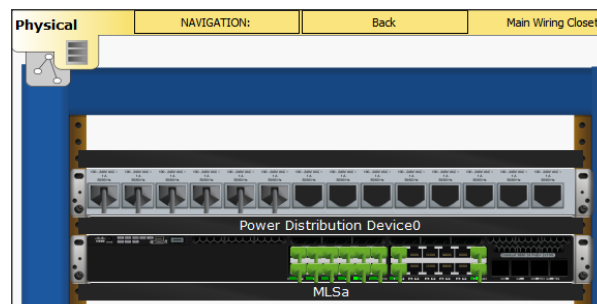 Physical
NAVIGATION:
Back
Main Wiring Closet
Power Distribution Device0
MLSa